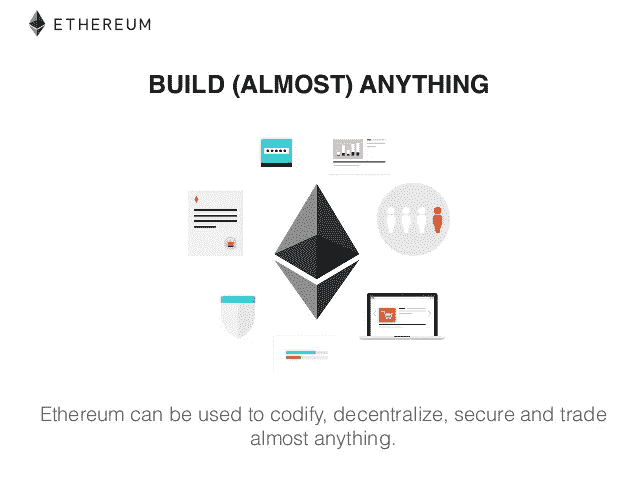 ETHEREUM
BUILD (ALMOST) ANYTHING
Ethereum can be used to codify, decentralize, secure and trade
almost anything.